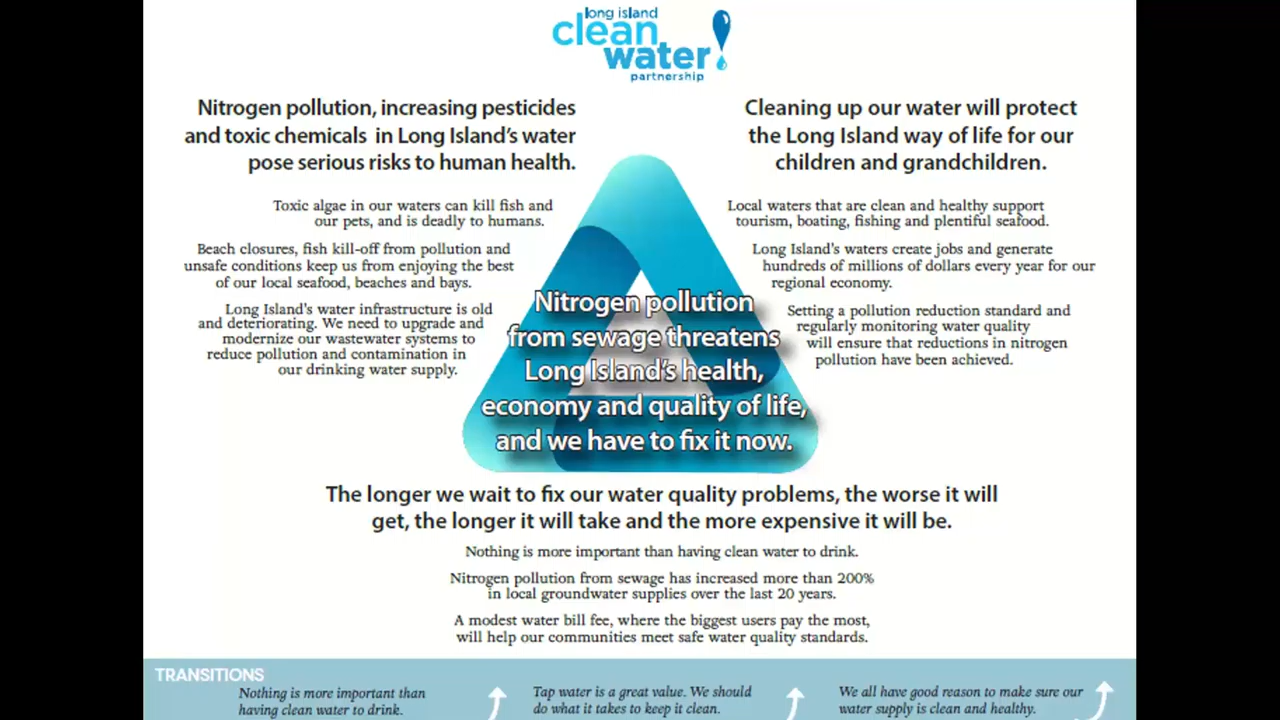 long island
clean
water
partnership
Nitrogen pollution, increasing pesticides
and toxic chemicals in Long Island's water
pose serious risks to human health.
Toxic algae in our waters can kill fish and
our pets, and is deadly to humans.
Beach closures, fish kill-off from pollution and
unsafe conditions keep us from enjoying the best
of our local seafood, beaches and bays.
Long Island's water infrastructure is old
and deteriorating. We need to upgrade and
modernize our wastewater systems to
reduce pollution and contamination in
our drinking water supply.
Cleaning up our water will protect
the Long Island way of life for our
children and grandchildren.
Local waters that are clean and healthy support
tourism, boating, fishing and plentiful seafood.
Long Island's waters create jobs and generate
hundreds of millions of dollars every year for our
regional economy.
Setting a pollution reduction standard and
regularly monitoring water quality
will ensure that reductions in nitrogen
pollution have been achieved.
Nitrogen pollution
from sewage threatens
Long Island's health,
economy and quality of life,
and we have to fix it now.
The longer we wait to fix our water quality problems, the worse it will
get, the longer it will take and the more expensive it will be.
Nothing is more important than having clean water to drink.
Nitrogen pollution from sewage has increased more than 200%
in local groundwater supplies over the last 20 years.
A modest water bill fee, where the biggest users pay the most,
will help our communities meet safe water quality standards.
TRANSITIONS
Nothing is more important than
having clean water to drink.
Tap water is a great value. We should
do what it takes to keep it clean.
We all have good reason to make sure our
water supply is clean and healthy.